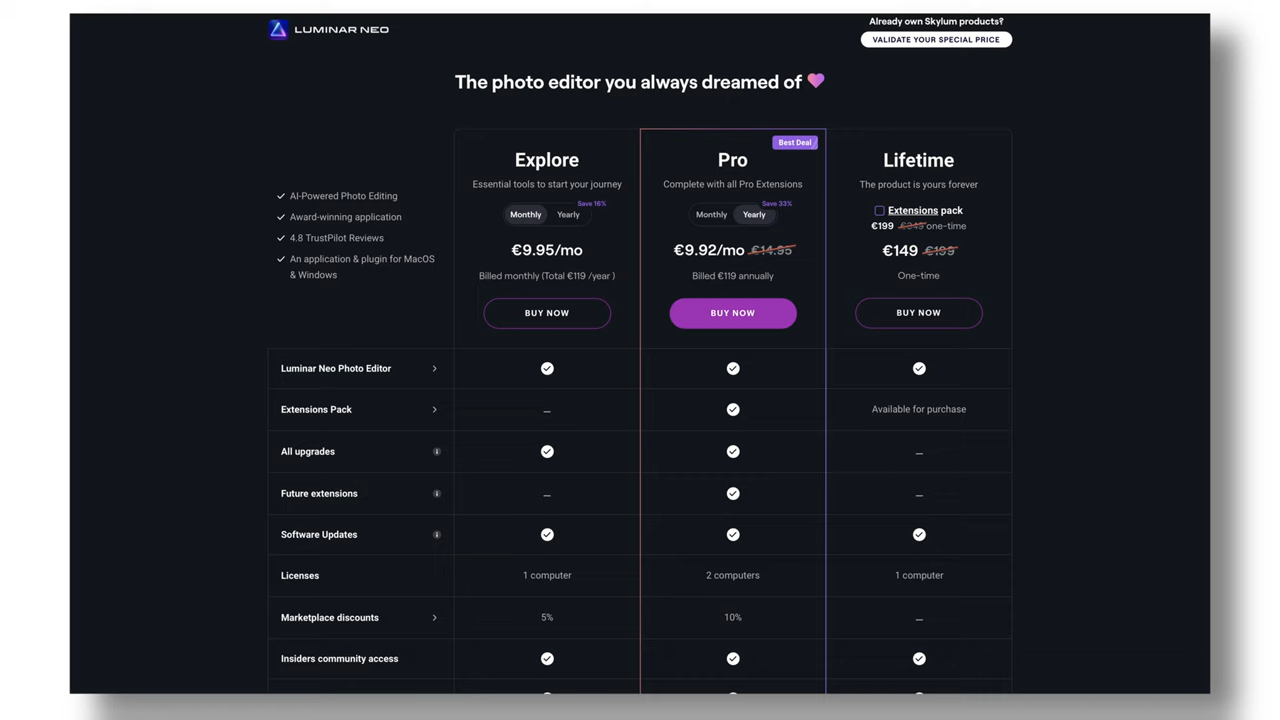 LUMINAR NEO
Already own Skylum products?
VALIDATE YOUR SPECIAL PRICE
The photo editor you always dreamed of
AI-Powered Photo Editing
Award-winning application
4.8 TrustPilot Reviews
An application & plugin for MacOS
& Windows
Explore
Essential tools to start your journey
Save 16%
Monthly Yearly
€9.95/mo
Billed monthly (Total €119 /year )
BUY NOW
Best Deal
Pro
Complete with all Pro Extensions
Save 33%
Monthly Yearly
€9.92/mo €14.95
Billed €119 annually
BUY NOW
Lifetime
The product is yours forever
Extensions pack
€199 €249 one-time
€149 €199
One-time
BUY NOW
Luminar Neo Photo Editor
Extensions Pack – Available for purchase
All upgrades –
Future extensions – –
Software Updates
Licenses 1 computer 2 computers 1 computer
Marketplace discounts 5% 10% –
Insiders community access